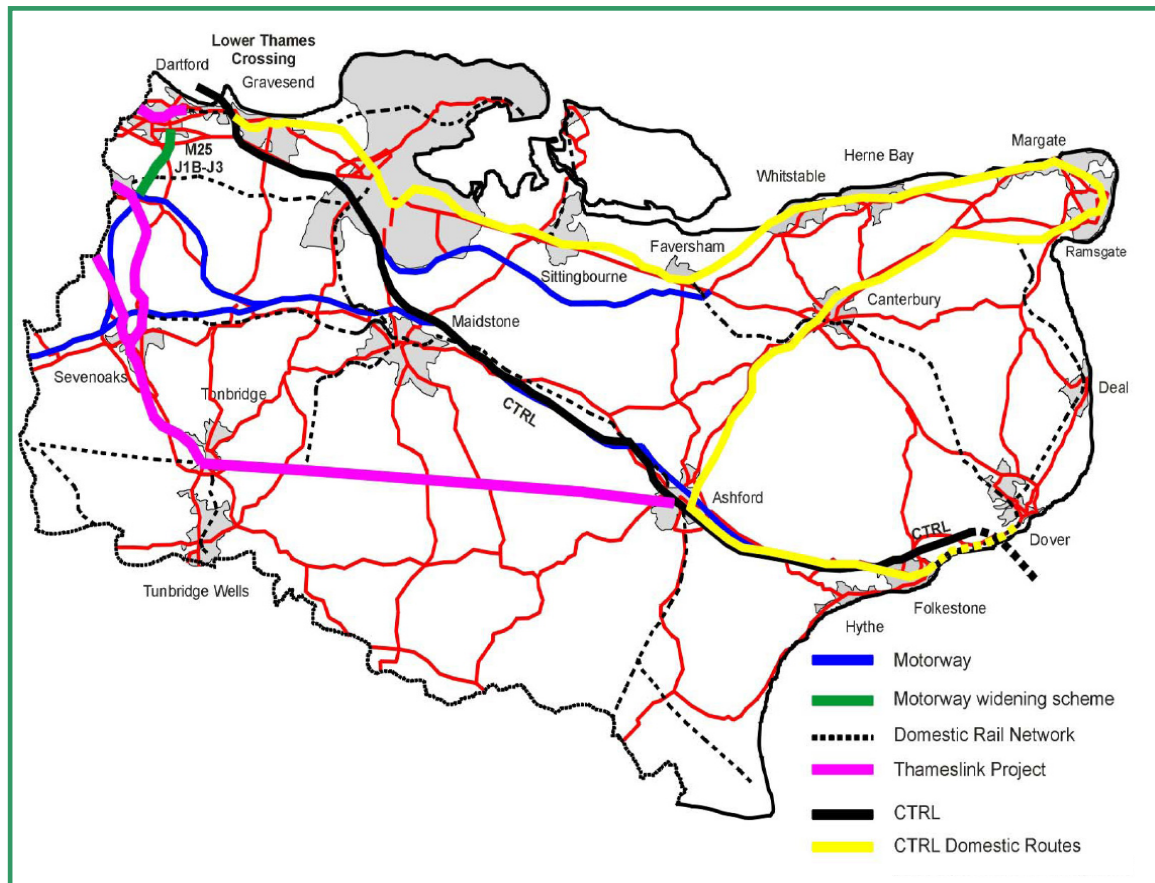 Lower Thames
Crossing
Dartford
Gravesend
M25
J1B-J3
Margate
Herne Bay
Whitstable
Faversham
Sittingbourne
Ramsgate
Canterbury
Maidstone
Sevenoaks
Tonbridge
CTRL
Deal
Ashford
CTRL
Dover
Tunbridge Wells
Folkestone
Hythe
Motorway
Motorway widening scheme
Domestic Rail Network
Thameslink Project
CTRL
CTRL Domestic Routes